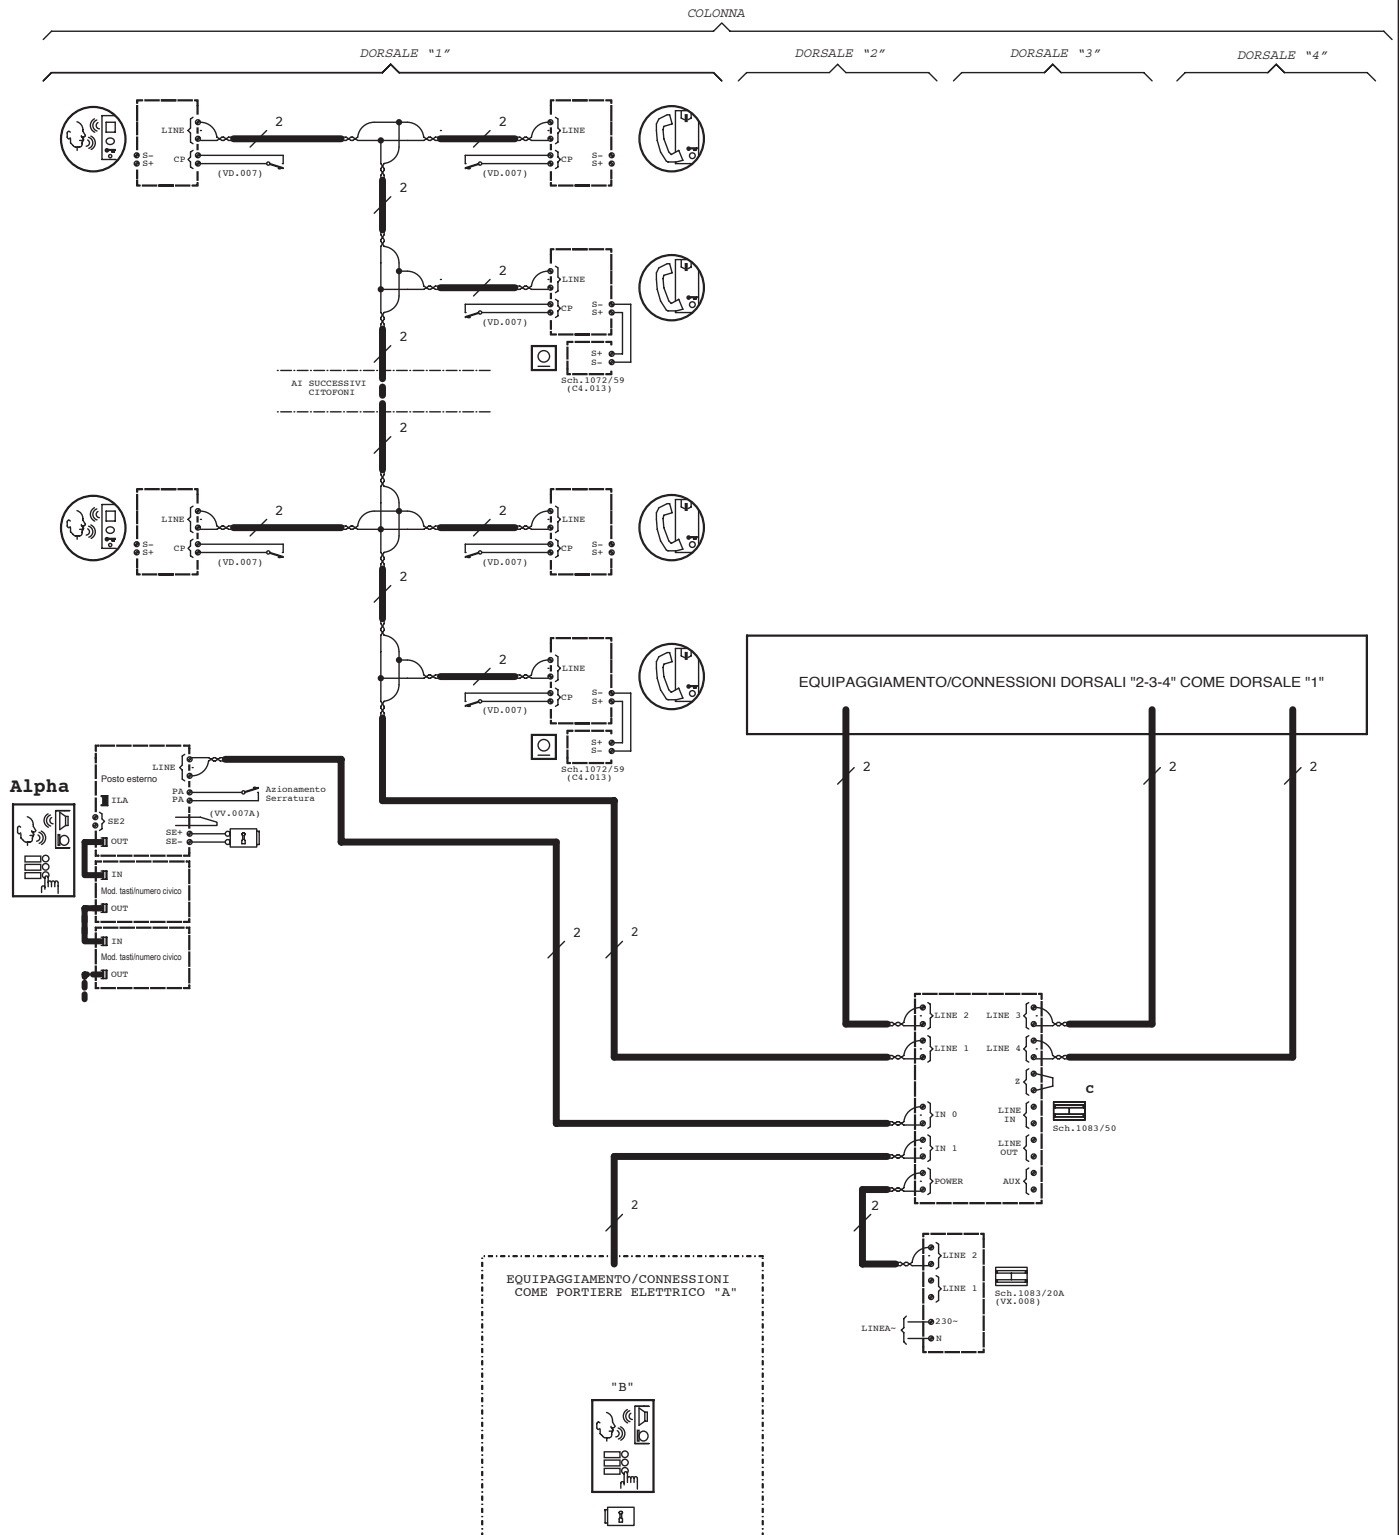 COLONNA
DORSALE “1” DORSALE “2” DORSALE “3” DORSALE “4”
LINE 2 2 LINE
S- CP CP S-
S+ S+
(VD.007) (VD.007)
2
2 LINE
CP S-
S+
(VD.007)
2
S+
S-
AI SUCCESSIVI
CITOFONI
Sch.1072/59
(C4.013)
2
LINE 2 2 LINE
S- CP CP S-
S+ S+
(VD.007) (VD.007)
2
2 LINE
CP S-
S+
(VD.007)
S+
S-
Sch.1072/59
(C4.013)
EQUIPAGGIAMENTO/CONNESSIONI DORSALI "2-3-4" COME DORSALE "1"
2 2 2
Alpha
LINE
Posto esterno
ILA
PA
PA
Azionamento
Serratura
(VV.007A)
SE2
SE+
SE-
OUT
IN
Mod. tasti/numero civico
OUT
IN
Mod. tasti/numero civico
OUT
2 2
LINE 2 LINE 3
LINE 1 LINE 4
Z
C
IN 0 LINE
IN
Sch.1083/50
IN 1 LINE
OUT
POWER AUX
2 2
LINE 2
LINE 1
Sch.1083/20A
(VX.008)
LINEA~
230~
N
EQUIPAGGIAMENTO/CONNESSIONI
COME PORTIERE ELETTRICO "A"
"B"